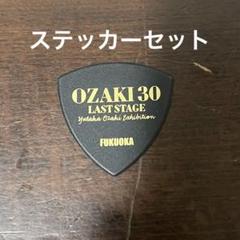 ステッカーセット
OZAKI 30
LAST STAGE
Yutaka Ozaki Exhibition
FUKUOKA